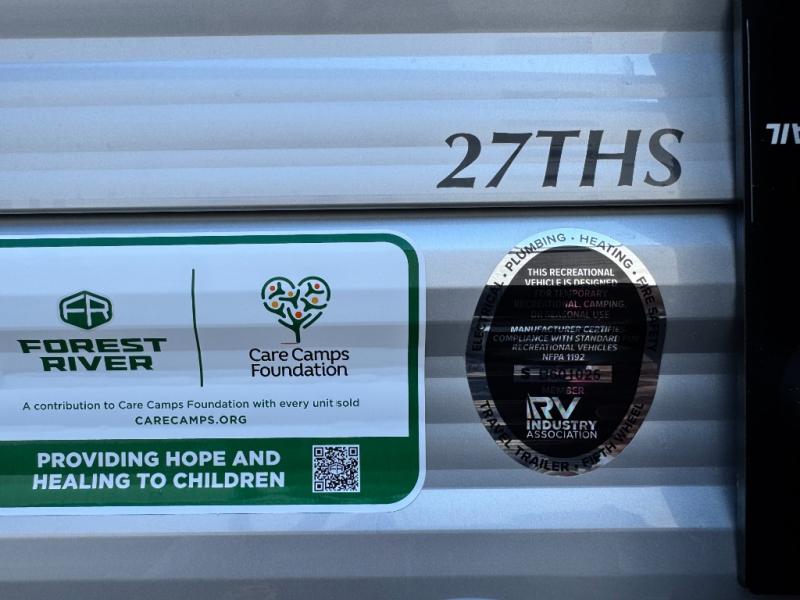 27THS
FR
FOREST
RIVER
Care Camps
Foundation
A contribution to Care Camps Foundation with every unit sold
CARECAMPS.ORG
PROVIDING HOPE AND
HEALING TO CHILDREN
ELECTRICAL · PLUMBING · HEATING · FIRE SAFETY
THIS RECREATIONAL
VEHICLE IS DESIGNED
FOR TEMPORARY
RECREATIONAL, CAMPING,
OR SEASONAL USE
MANUFACTURER CERTIFIES
COMPLIANCE WITH STANDARD FOR
RECREATIONAL VEHICLES
NFPA 1192
MEMBER
RV
INDUSTRY
ASSOCIATION
TRAVEL TRAILER · FIFTH WHEEL